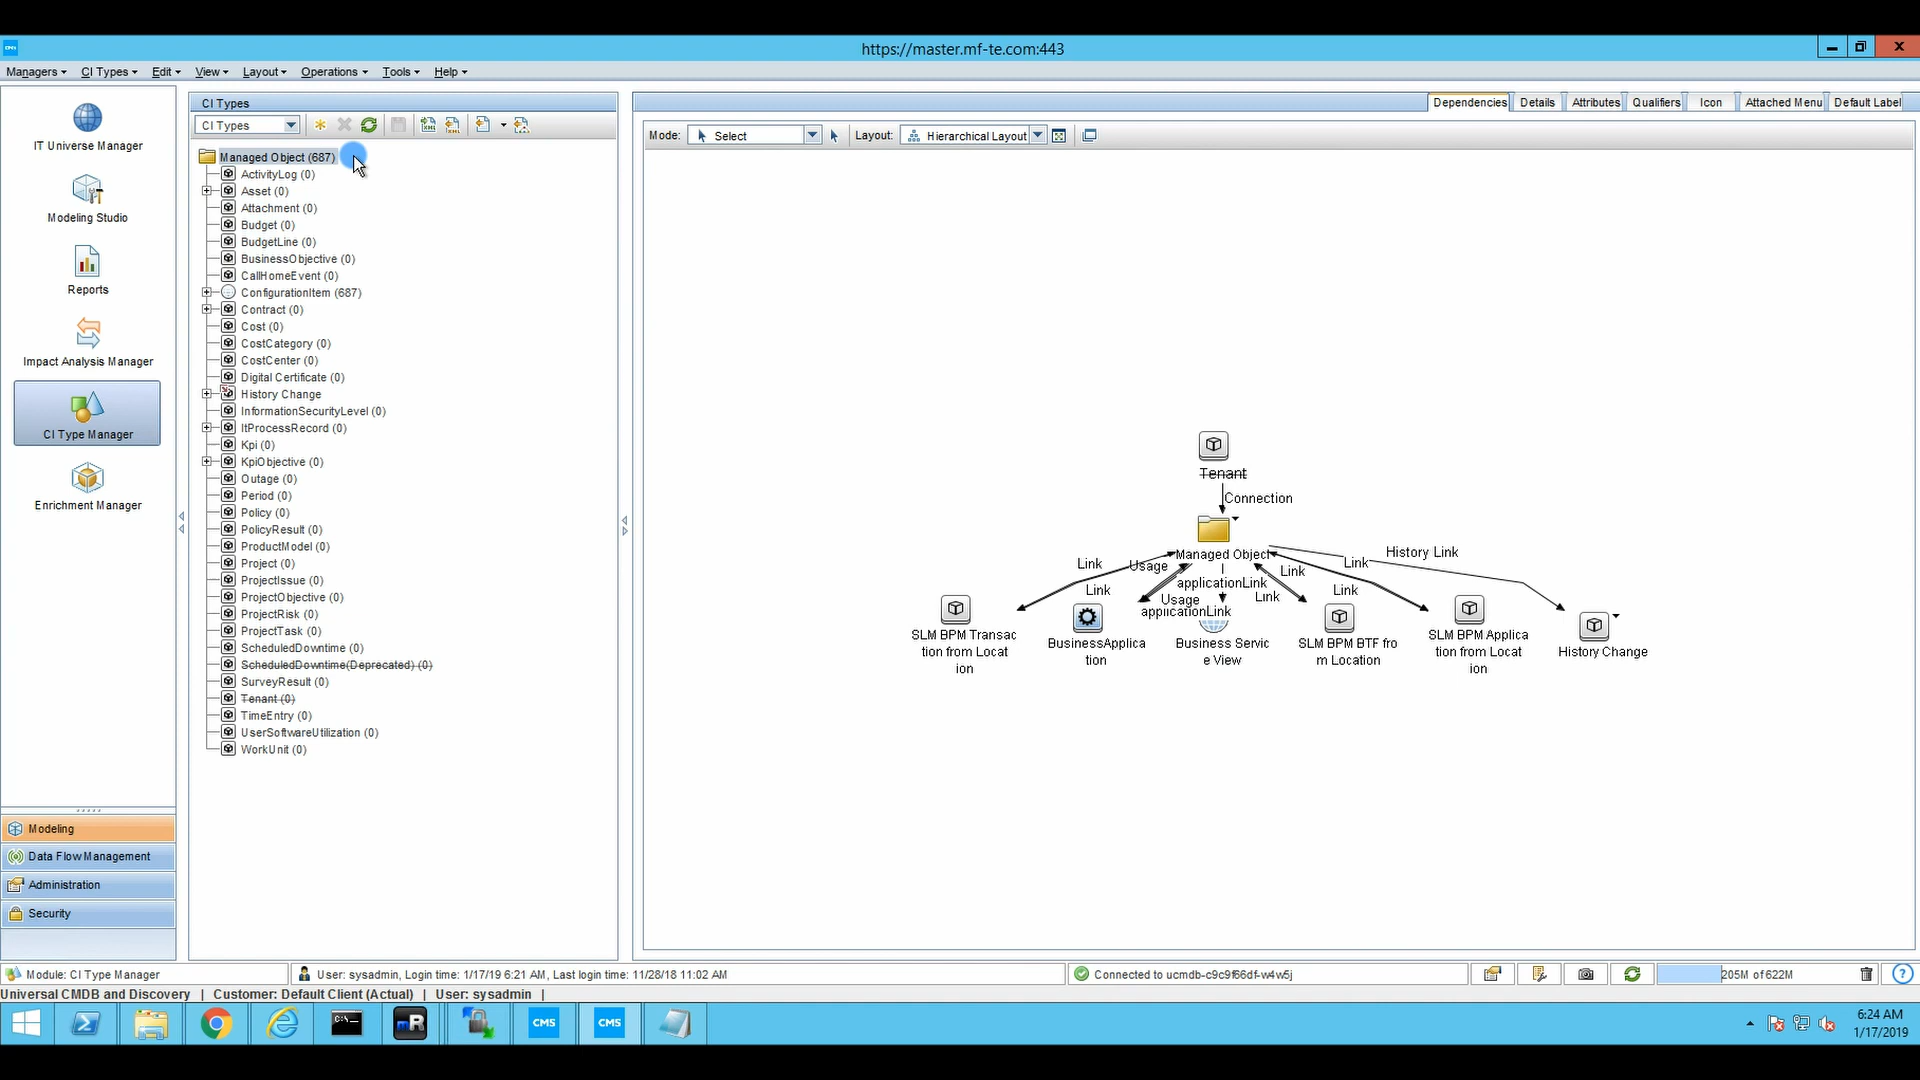 https://master.mf-te.com:443
Managers CI Types Edit View Layout Operations Tools Help
IT Universe Manager
Modeling Studio
Reports
Impact Analysis Manager
CI Type Manager
Enrichment Manager
Modeling
Data Flow Management
Administration
Security
CI Types
CI Types
Managed Object (687)
ActivityLog (0)
Asset (0)
Attachment (0)
Budget (0)
BudgetLine (0)
BusinessObjective (0)
CallHomeEvent (0)
ConfigurationItem (687)
Contract (0)
Cost (0)
CostCategory (0)
CostCenter (0)
Digital Certificate (0)
History Change
InformationSecurityLevel (0)
ItProcessRecord (0)
Kpi (0)
KpiObjective (0)
Outage (0)
Period (0)
Policy (0)
PolicyResult (0)
ProductModel (0)
Project (0)
ProjectIssue (0)
ProjectObjective (0)
ProjectRisk (0)
ProjectTask (0)
ScheduledDowntime (0)
ScheduledDowntime(Deprecated) (0)
SurveyResult (0)
Tenant (0)
TimeEntry (0)
UserSoftwareUtilization (0)
WorkUnit (0)
Dependencies Details Attributes Qualifiers Icon Attached Menu Default Label
Mode: Select Layout: Hierarchical Layout
Tenant
Connection
Managed Object
Link
Link
Usage
Usage
applicationLink
applicationLink
Link
Link
Link
Link
History Link
SLM BPM Transac
tion from Locat
ion
BusinessApplica
tion
Business Servic
e View
SLM BPM BTF fro
m Location
SLM BPM Applica
tion from Locat
ion
History Change
Module: CI Type Manager
User: sysadmin, Login time: 1/17/19 6:21 AM, Last login time: 11/28/18 11:02 AM
Connected to ucmdb-c9c9f66df-w4w5j
205M of 622M
Universal CMDB and Discovery | Customer: Default Client (Actual) | User: sysadmin |
mR
CMS
CMS
6:24 AM
1/17/2019